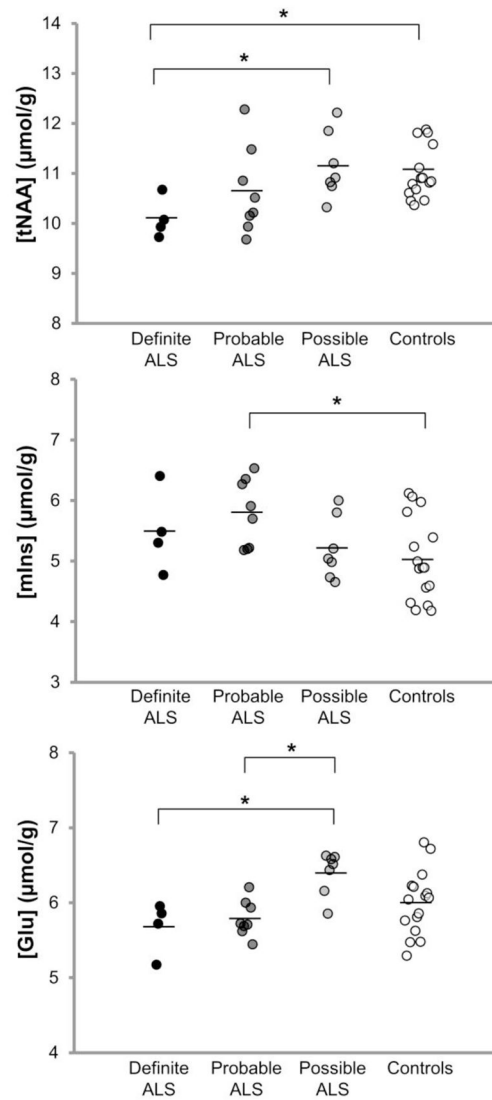 *
*
14
13
12
11
10
9
8
[tNAA] (µmol/g)
Definite Probable Possible Controls
ALS ALS ALS
*
8
7
6
5
4
3
[mIns] (µmol/g)
Definite Probable Possible Controls
ALS ALS ALS
*
*
8
7
6
5
4
[Glu] (µmol/g)
Definite Probable Possible Controls
ALS ALS ALS